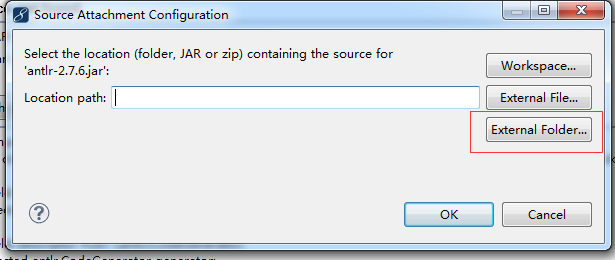 Source Attachment Configuration
Select the location (folder, JAR or zip) containing the source for
'antlr-2.7.6.jar':
Workspace...
Location path:
External File...
External Folder...
OK
Cancel